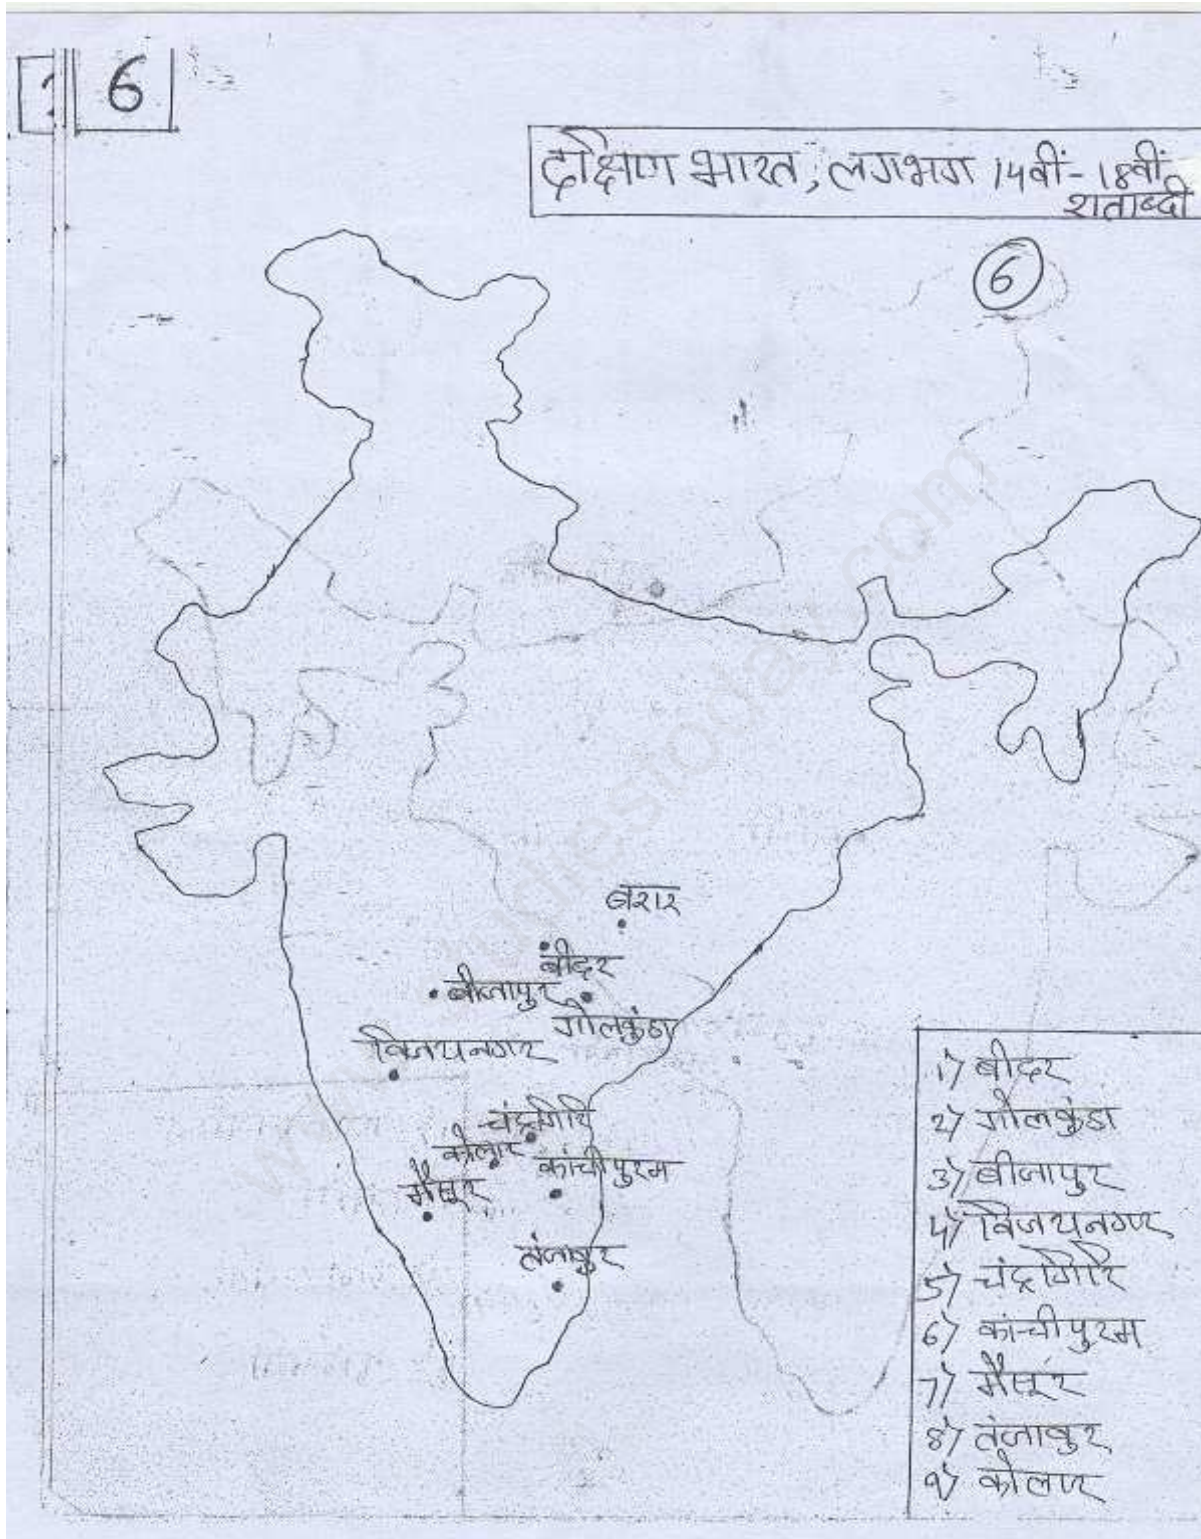 6
दक्षिण भारत, लगभग 14वीं-18वीं
शताब्दी
6
बरार
बीदर
बीजापुर
गोलकुंडा
विजयनगर
चंद्रगिरि
कोलार
कांचीपुरम
मैसूर
तंजावुर
1) बीदर
2) गोलकुंडा
3) बीजापुर
4) विजयनगर
5) चंद्रगिरि
6) कांचीपुरम
7) मैसूर
8) तंजावुर
9) कोलार